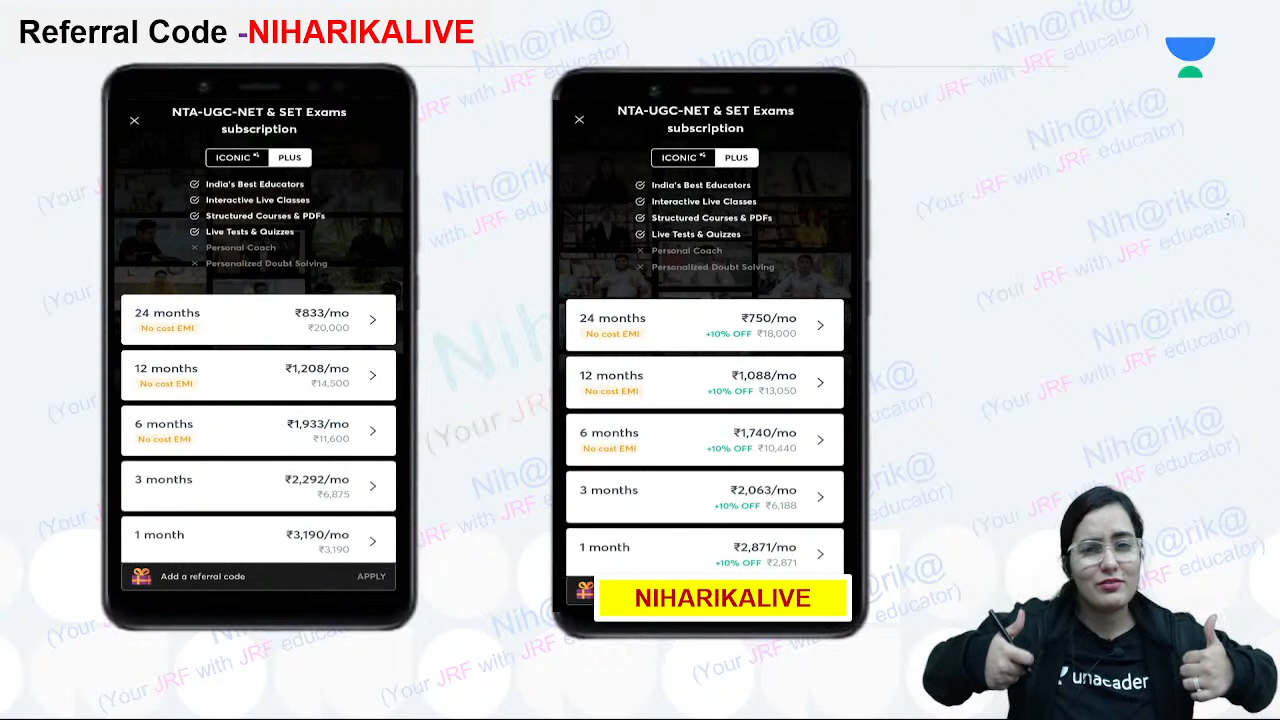 Referral Code -NIHARIKALIVE
NTA-UGC-NET & SET Exams
subscription
ICONIC PLUS
India's Best Educators
Interactive Live Classes
Structured Courses & PDFs
Live Tests & Quizzes
Personal Coach
Personalized Doubt Solving
24 months ₹833/mo
No cost EMI ₹20,000
12 months ₹1,208/mo
No cost EMI ₹14,500
6 months ₹1,933/mo
No cost EMI ₹11,600
3 months ₹2,292/mo
₹6,875
1 month ₹3,190/mo
₹3,190
Add a referral code APPLY
NTA-UGC-NET & SET Exams
subscription
ICONIC PLUS
India's Best Educators
Interactive Live Classes
Structured Courses & PDFs
Live Tests & Quizzes
Personal Coach
Personalized Doubt Solving
24 months ₹750/mo
No cost EMI +10% OFF ₹18,000
12 months ₹1,088/mo
No cost EMI +10% OFF ₹13,050
6 months ₹1,740/mo
No cost EMI +10% OFF ₹10,440
3 months ₹2,063/mo
+10% OFF ₹6,188
1 month ₹2,871/mo
+10% OFF ₹2,871
NIHARIKALIVE
Nih@rik@
(Your JRF with JRF educator)
unacader